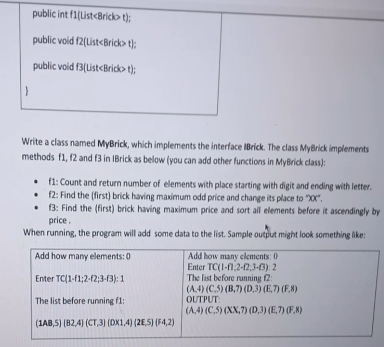 public int f1(List<Brick> t);
public void f2(List<Brick> t);
public void f3(List<Brick> t);
}
Write a class named MyBrick, which implements the interface IBrick. The class MyBrick implements
methods f1, f2 and f3 in IBrick as below (you can add other functions in MyBrick class):
• f1: Count and return number of elements with place starting with digit and ending with letter.
• f2: Find the (first) brick having maximum odd price and change its place to "XX".
• f3: Find the (first) brick having maximum price and sort all elements before it ascendingly by
price.
When running, the program will add some data to the list. Sample output might look something like:
Add how many elements: 0
Enter TC(1-f1;2-f2;3-f3): 1
The list before running f1:
(1AB,5) (B2,4) (CT,3) (DX1,4) (2E,5) (F4,2)
Add how many elements: 0
Enter TC(1-f1,2-f2,3-f3): 2
The list before running f2:
(A,4) (C,5) (B,7) (D,3) (E,7) (F,8)
OUTPUT:
(A,4) (C,5) (XX,7) (D,3) (E,7) (F,8)